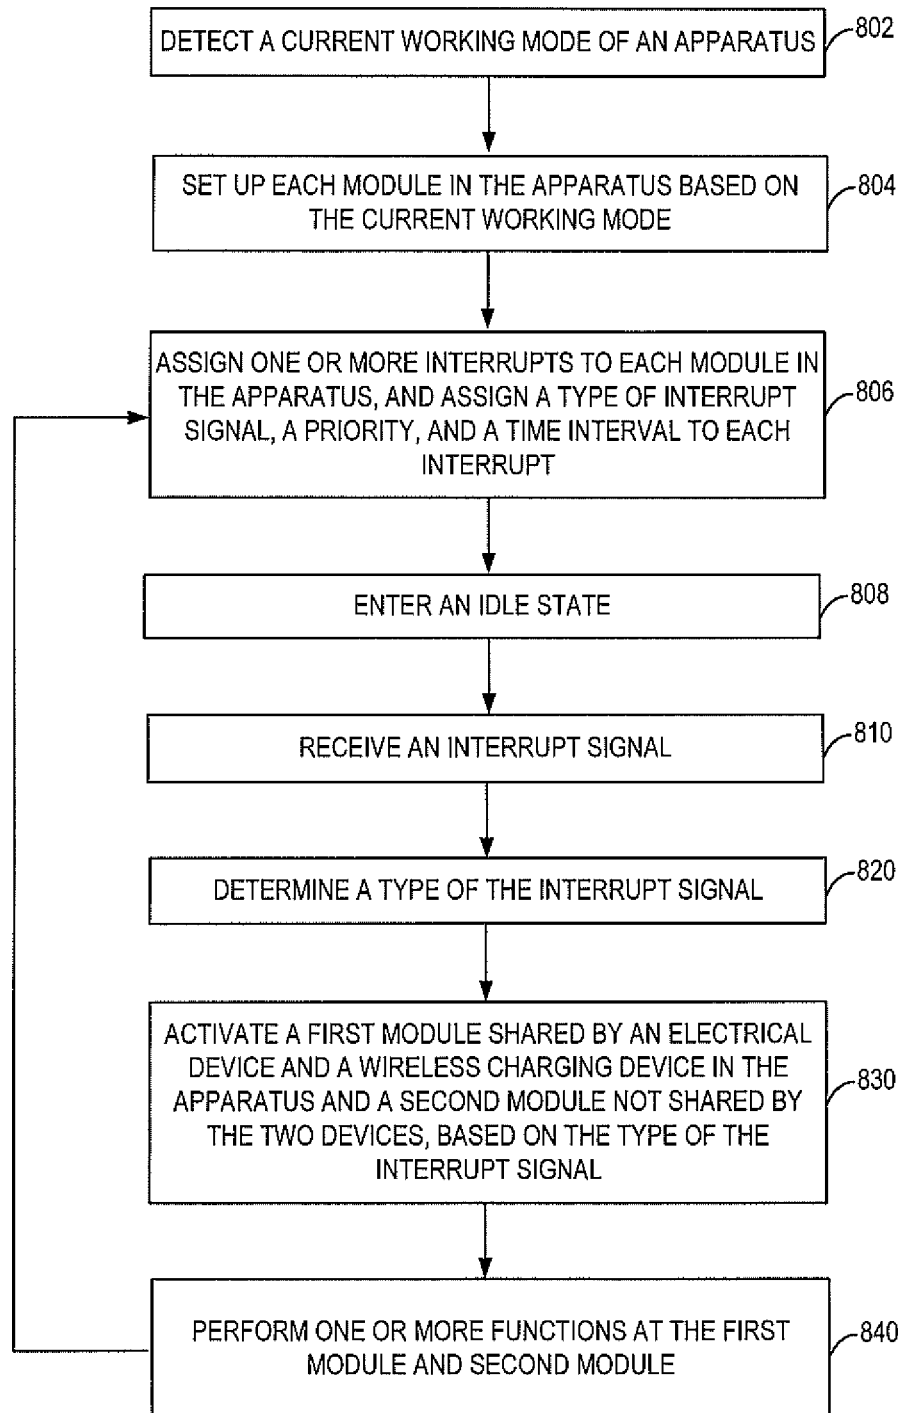 DETECT A CURRENT WORKING MODE OF AN APPARATUS
802
SET UP EACH MODULE IN THE APPARATUS BASED ON
THE CURRENT WORKING MODE
804
ASSIGN ONE OR MORE INTERRUPTS TO EACH MODULE IN
THE APPARATUS, AND ASSIGN A TYPE OF INTERRUPT
SIGNAL, A PRIORITY, AND A TIME INTERVAL TO EACH
INTERRUPT
806
ENTER AN IDLE STATE
808
RECEIVE AN INTERRUPT SIGNAL
810
DETERMINE A TYPE OF THE INTERRUPT SIGNAL
820
ACTIVATE A FIRST MODULE SHARED BY AN ELECTRICAL
DEVICE AND A WIRELESS CHARGING DEVICE IN THE
APPARATUS AND A SECOND MODULE NOT SHARED BY
THE TWO DEVICES, BASED ON THE TYPE OF THE
INTERRUPT SIGNAL
830
PERFORM ONE OR MORE FUNCTIONS AT THE FIRST
MODULE AND SECOND MODULE
840